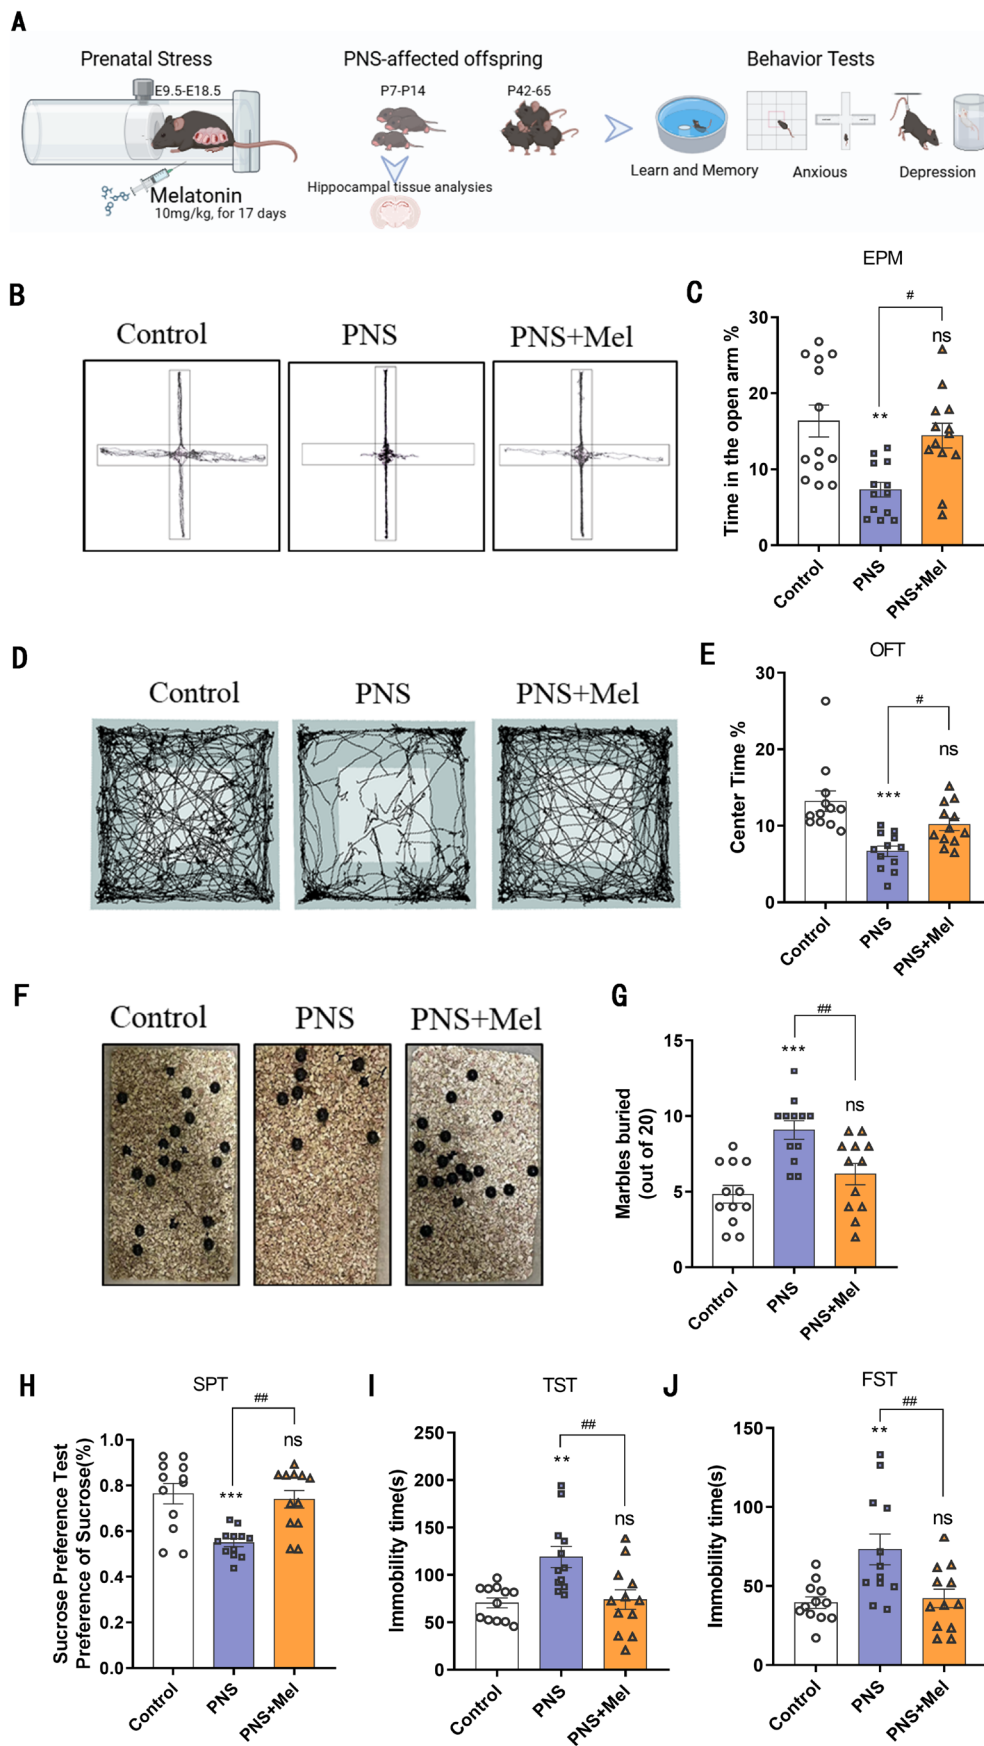 A
Prenatal Stress
PNS-affected offspring
Behavior Tests
E9.5-E18.5
P7-P14
P42-65
Melatonin
10mg/kg, for 17 days
Hippocampal tissue analyses
Learn and Memory
Anxious
Depression
B
Control
PNS
PNS+Mel
C
EPM
#
ns
**
Time in the open arm %
30
20
10
0
Control
PNS
PNS+Mel
D
Control
PNS
PNS+Mel
E
OFT
#
ns
***
Center Time %
30
20
10
0
Control
PNS
PNS+Mel
F
Control
PNS
PNS+Mel
G
##
***
ns
Marbles buried
(out of 20)
15
10
5
0
Control
PNS
PNS+Mel
H
SPT
##
ns
***
Sucrose Preference Test
Preference of Sucrose(%)
1.0
0.8
0.6
0.4
0.2
0.0
Control
PNS
PNS+Mel
I
TST
##
**
ns
Immobility time(s)
250
200
150
100
50
0
Control
PNS
PNS+Mel
J
FST
##
**
ns
Immobility time(s)
150
100
50
0
Control
PNS
PNS+Mel